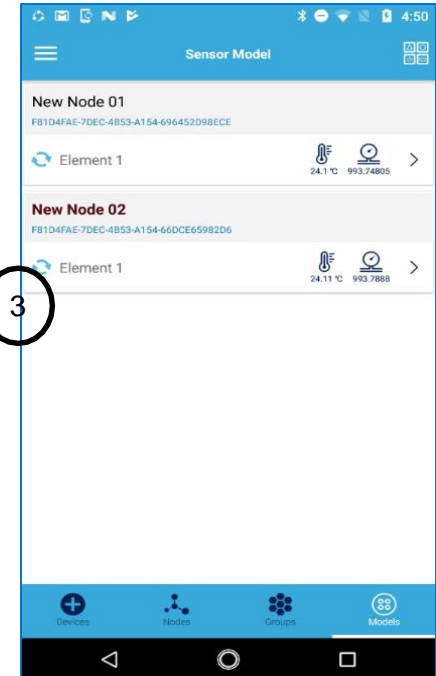 4:50
Sensor Model
New Node 01
F81D4FAE-7DEC-4B53-A154-696452D98ECE
Element 1
24.1 ℃ 993.74805
New Node 02
F81D4FAE-7DEC-4B53-A154-66DCE65982D6
Element 1
24.11 ℃ 993.7888
3
Devices Nodes Groups Models